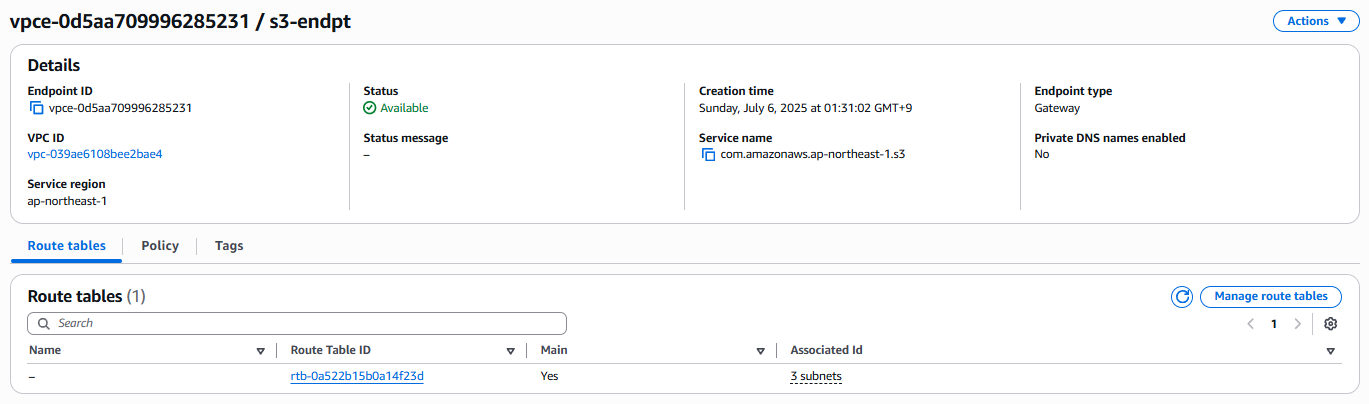 vpce-0d5aa709996285231 / s3-endpt
Actions
Details
Endpoint ID
vpce-0d5aa709996285231
Status
Available
Creation time
Sunday, July 6, 2025 at 01:31:02 GMT+9
Endpoint type
Gateway
VPC ID
vpc-039ae6108bee2bae4
Status message
–
Service name
com.amazonaws.ap-northeast-1.s3
Private DNS names enabled
No
Service region
ap-northeast-1
Route tables
Policy
Tags
Route tables (1)
Manage route tables
Search
1
Name
Route Table ID
Main
Associated Id
–
rtb-0a522b15b0a14f23d
Yes
3 subnets